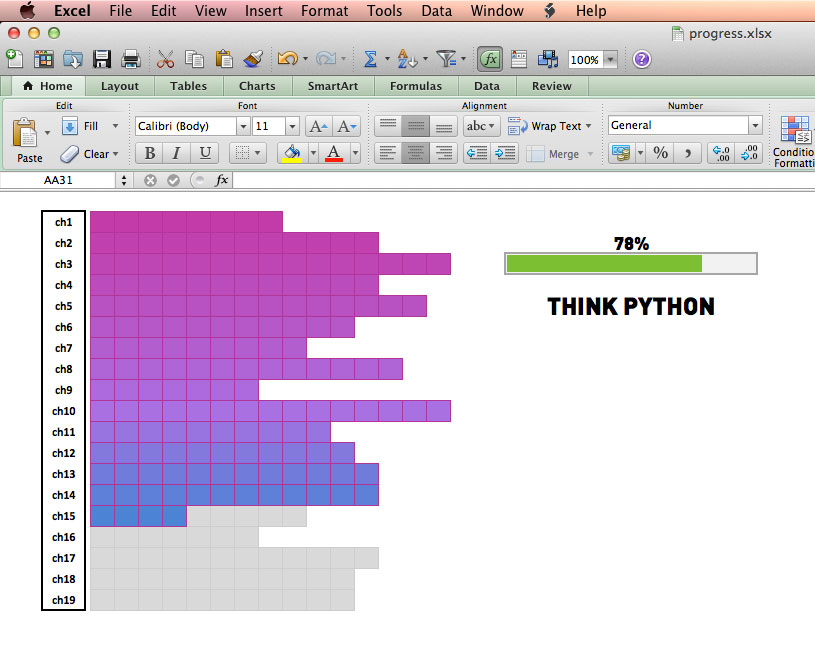 Excel File Edit View Insert Format Tools Data Window Help
progress.xlsx
fx 100% ?
Home Layout Tables Charts SmartArt Formulas Data Review
Edit Font Alignment Number
Fill Calibri (Body) 11 A A abc Wrap Text General
Paste Clear B I U A Merge % , Conditio
Formatti
AA31 fx
ch1
78%
ch2
ch3
ch4
THINK PYTHON
ch5
ch6
ch7
ch8
ch9
ch10
ch11
ch12
ch13
ch14
ch15
ch16
ch17
ch18
ch19